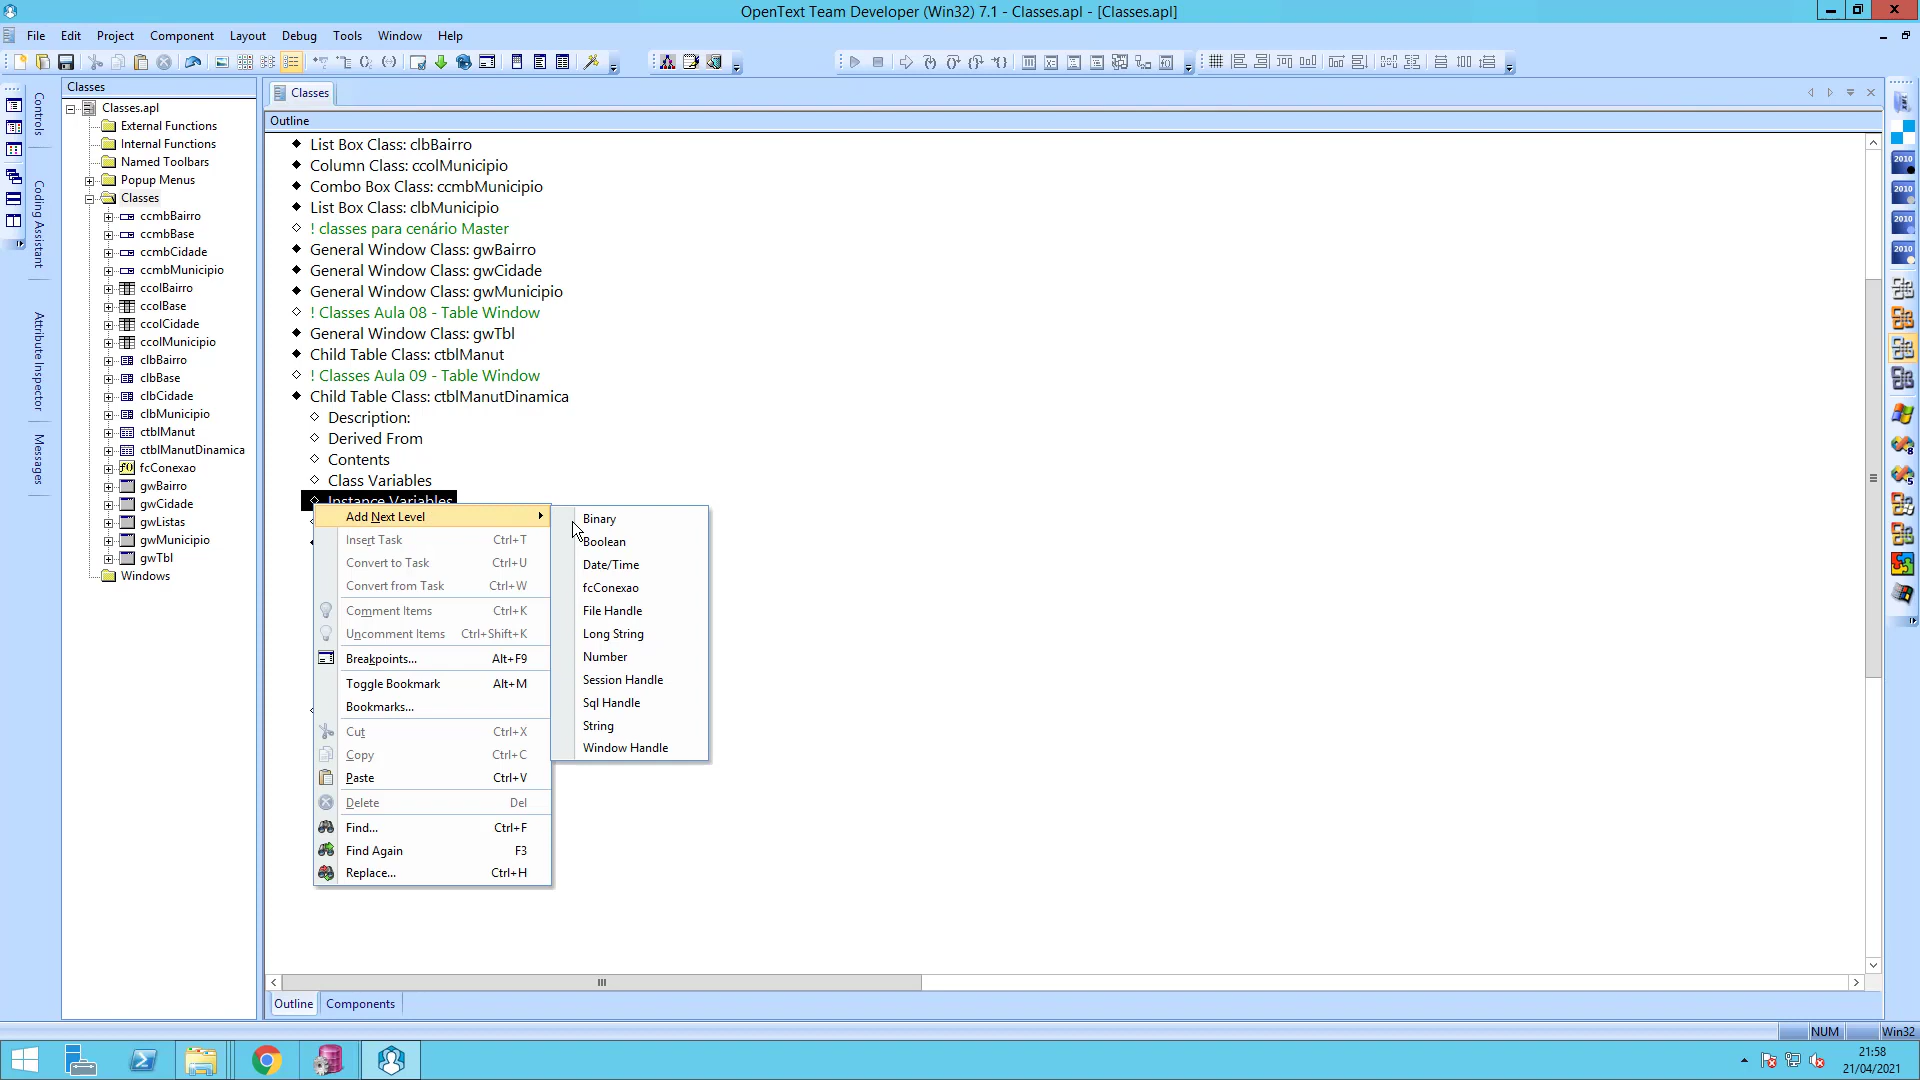 OpenText Team Developer (Win32) 7.1 - Classes.apl - [Classes.apl]
File Edit Project Component Layout Debug Tools Window Help
Classes
Classes.apl
External Functions
Internal Functions
Named Toolbars
Popup Menus
Classes
ccmbBairro
ccmbBase
ccmbCidade
ccmbMunicipio
ccolBairro
ccolBase
ccolCidade
ccolMunicipio
clbBairro
clbBase
clbCidade
clbMunicipio
ctblManut
ctblManutDinamica
fcConexao
gwBairro
gwCidade
gwListas
gwMunicipio
gwTbl
Windows
Controls
Coding Assistant
Attribute Inspector
Messages
Classes
Outline
List Box Class: clbBairro
Column Class: ccolMunicipio
Combo Box Class: ccmbMunicipio
List Box Class: clbMunicipio
! classes para cenário Master
General Window Class: gwBairro
General Window Class: gwCidade
General Window Class: gwMunicipio
! Classes Aula 08 - Table Window
General Window Class: gwTbl
Child Table Class: ctblManut
! Classes Aula 09 - Table Window
Child Table Class: ctblManutDinamica
Description:
Derived From
Contents
Class Variables
Instance Variables
Add Next Level
Insert Task Ctrl+T
Convert to Task Ctrl+U
Convert from Task Ctrl+W
Comment Items Ctrl+K
Uncomment Items Ctrl+Shift+K
Breakpoints... Alt+F9
Toggle Bookmark Alt+M
Bookmarks...
Cut Ctrl+X
Copy Ctrl+C
Paste Ctrl+V
Delete Del
Find... Ctrl+F
Find Again F3
Replace... Ctrl+H
Binary
Boolean
Date/Time
fcConexao
File Handle
Long String
Number
Session Handle
Sql Handle
String
Window Handle
2010
2010
2010
2010
Outline Components
NUM Win32
21:58
21/04/2021